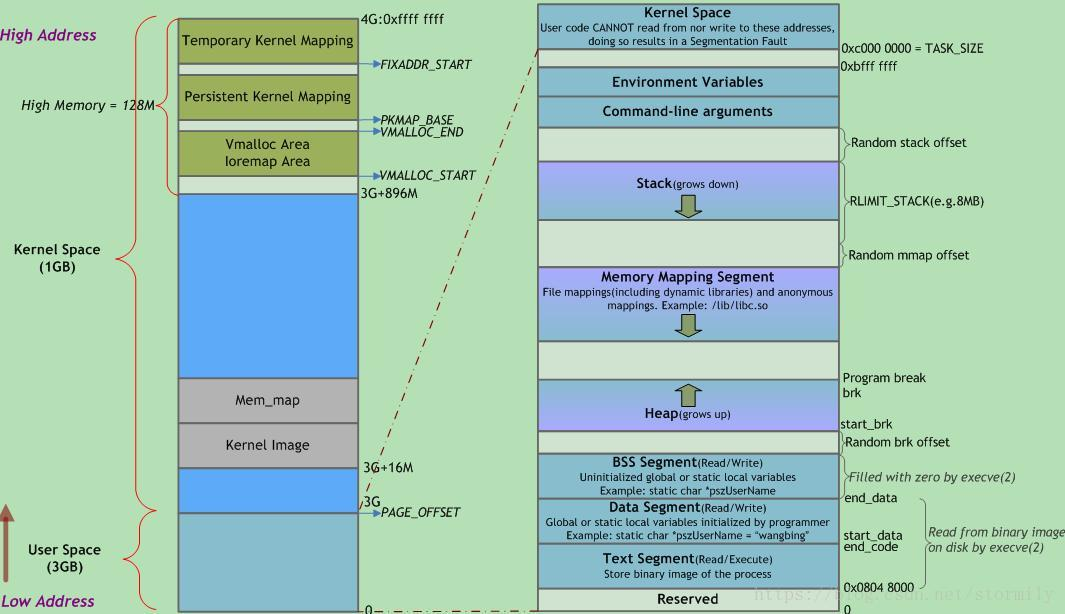 High Address
4G:0xffff ffff
Temporary Kernel Mapping
FIXADDR_START
Persistent Kernel Mapping
High Memory = 128M
PKMAP_BASE
VMALLOC_END
Vmalloc Area
Ioremap Area
VMALLOC_START
3G+896M
Kernel Space
(1GB)
Mem_map
Kernel Image
3G+16M
3G
PAGE_OFFSET
User Space
(3GB)
Low Address
0
Kernel Space
User code CANNOT read from nor write to these addresses,
doing so results in a Segmentation Fault
0xc000 0000 = TASK_SIZE
0xbfff ffff
Environment Variables
Command-line arguments
Random stack offset
Stack(grows down)
RLIMIT_STACK(e.g.8MB)
Random mmap offset
Memory Mapping Segment
File mappings(including dynamic libraries) and anonymous
mappings. Example: /lib/libc.so
Program break
brk
Heap(grows up)
start_brk
Random brk offset
BSS Segment(Read/Write)
Uninitialized global or static local variables
Example: static char *pszUserName
Filled with zero by execve(2)
end_data
Data Segment(Read/Write)
Global or static local variables initialized by programmer
Example: static char *pszUserName = "wangbing"
start_data
end_code
Read from binary image
on disk by execve(2)
Text Segment(Read/Execute)
Store binary image of the process
0x0804 8000
Reserved
0
https://blog.csdn.net/stormily